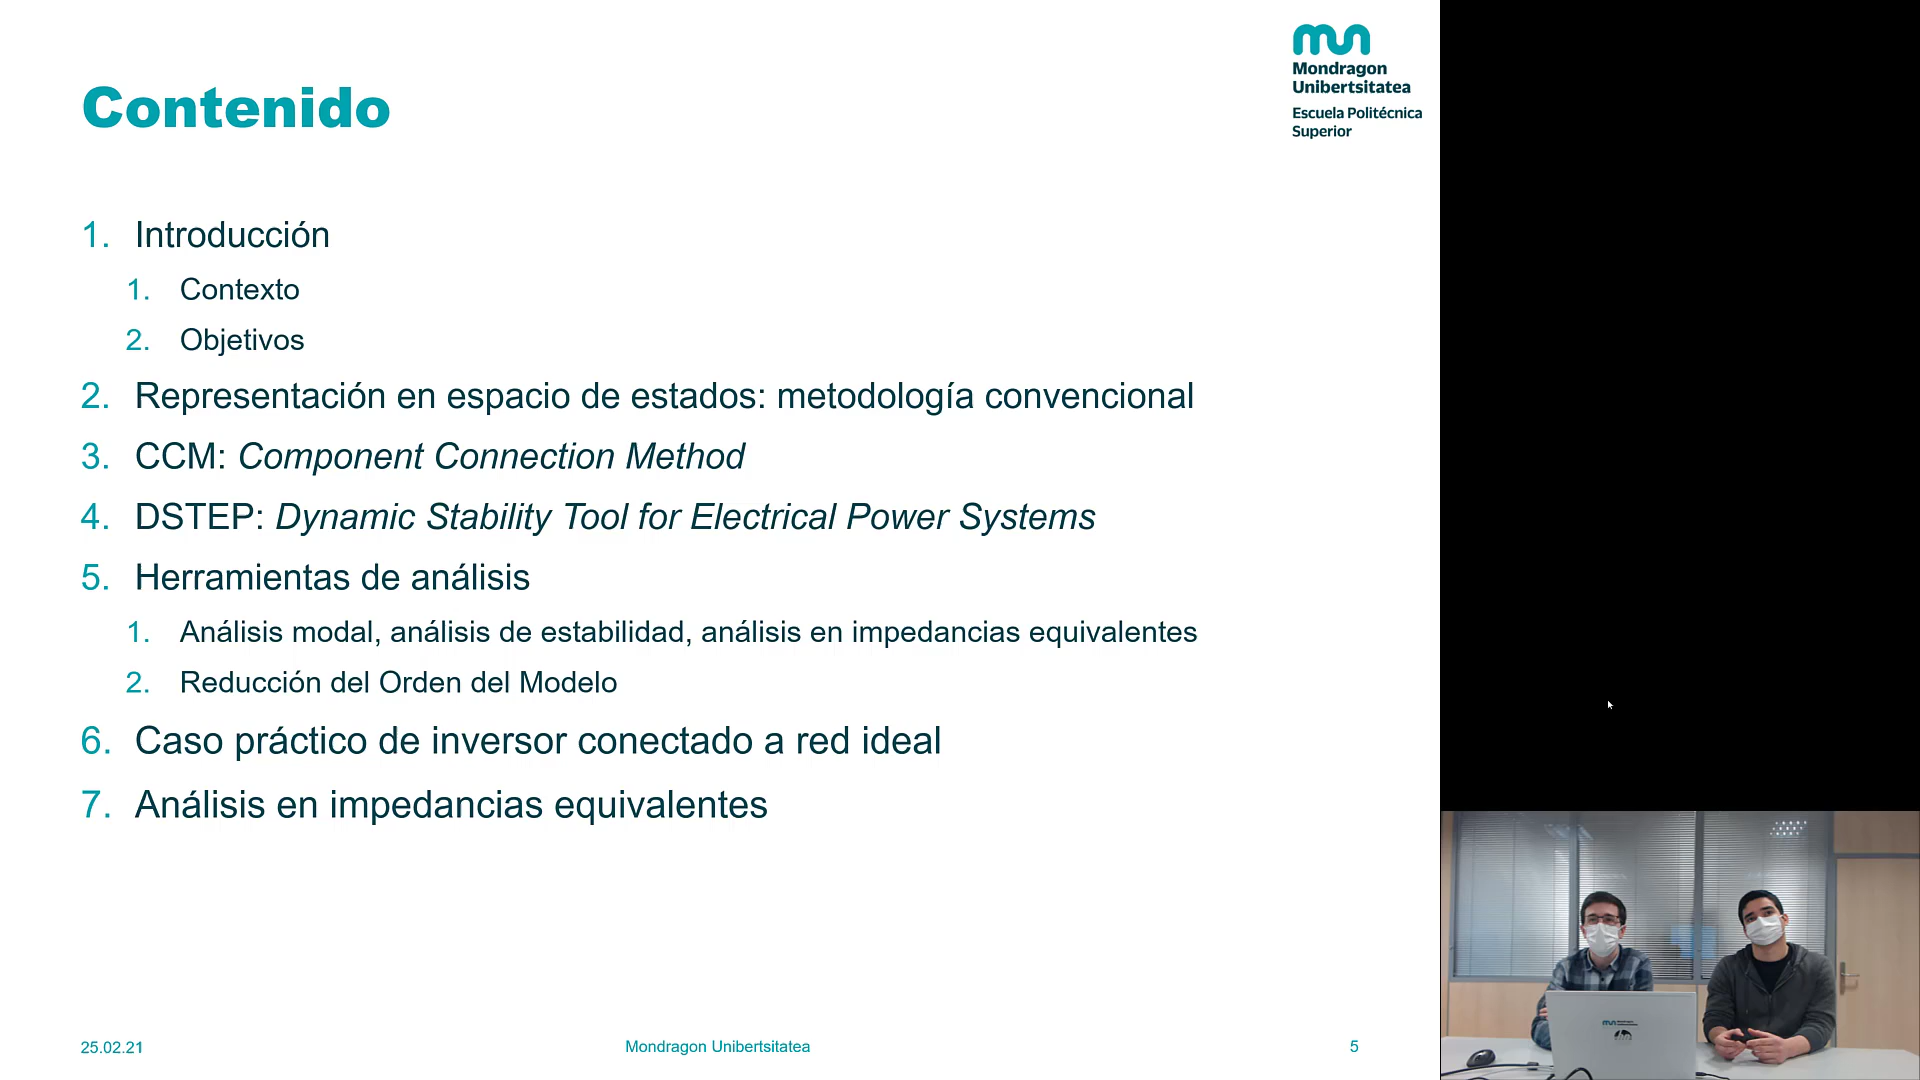 Mondragon
Unibertsitatea
Escuela Politécnica
Superior
Contenido
1. Introducción
1. Contexto
2. Objetivos
2. Representación en espacio de estados: metodología convencional
3. CCM: Component Connection Method
4. DSTEP: Dynamic Stability Tool for Electrical Power Systems
5. Herramientas de análisis
1. Análisis modal, análisis de estabilidad, análisis en impedancias equivalentes
2. Reducción del Orden del Modelo
6. Caso práctico de inversor conectado a red ideal
7. Análisis en impedancias equivalentes
25.02.21
Mondragon Unibertsitatea
5